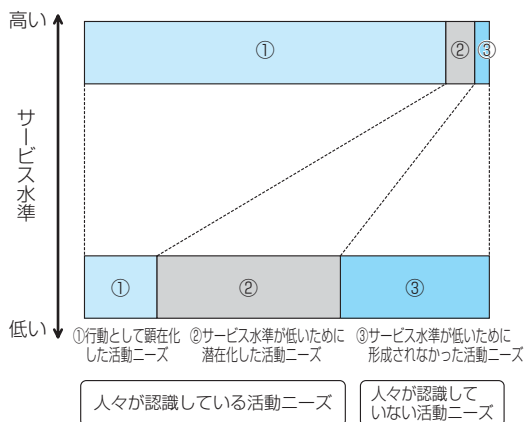 高い
① ② ③
サービス水準
① ② ③
低い
①行動として顕在化
した活動ニーズ
②サービス水準が低いために
潜在化した活動ニーズ
③サービス水準が低いために
形成されなかった活動ニーズ
人々が認識している活動ニーズ
人々が認識して
いない活動ニーズ